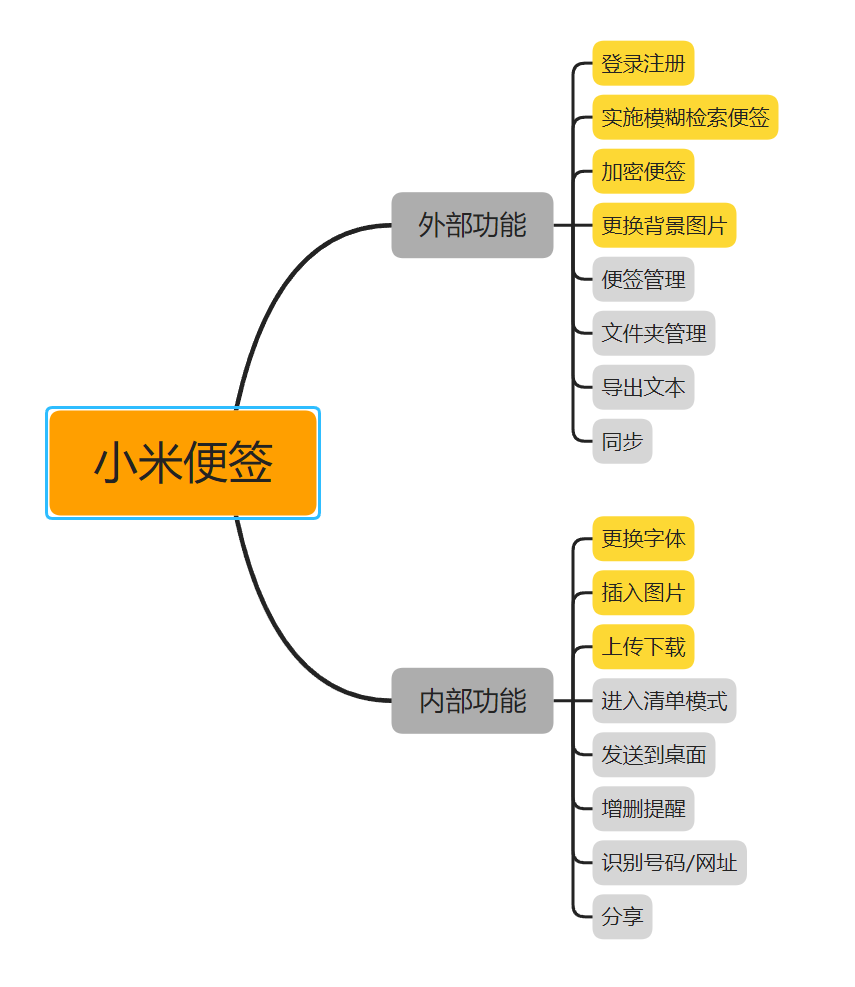 小米便签
外部功能
登录注册
实施模糊检索便签
加密便签
更换背景图片
便签管理
文件夹管理
导出文本
同步
内部功能
更换字体
插入图片
上传下载
进入清单模式
发送到桌面
增删提醒
识别号码/网址
分享